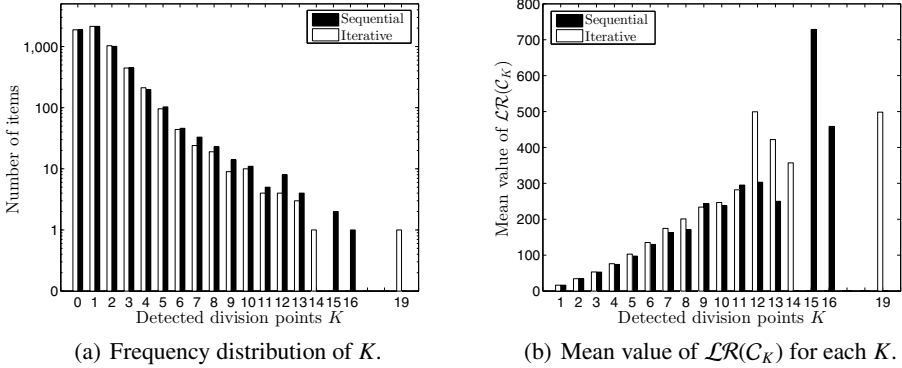 Number of items
1,000
100
10
1
0
Sequential
Iterative
0 1 2 3 4 5 6 7 8 9 10 11 12 13 14 15 16 19
Detected division points K
(a) Frequency distribution of K.
Mean value of 𝓛𝓡(𝓒_K)
800
700
600
500
400
300
200
100
0
Sequential
Iterative
1 2 3 4 5 6 7 8 9 10 11 12 13 14 15 16 19
Detected division points K
(b) Mean value of 𝓛𝓡(𝓒_K) for each K.